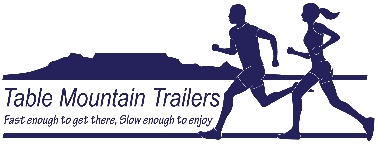 Table Mountain Trailers
Fast enough to get there, Slow enough to enjoy